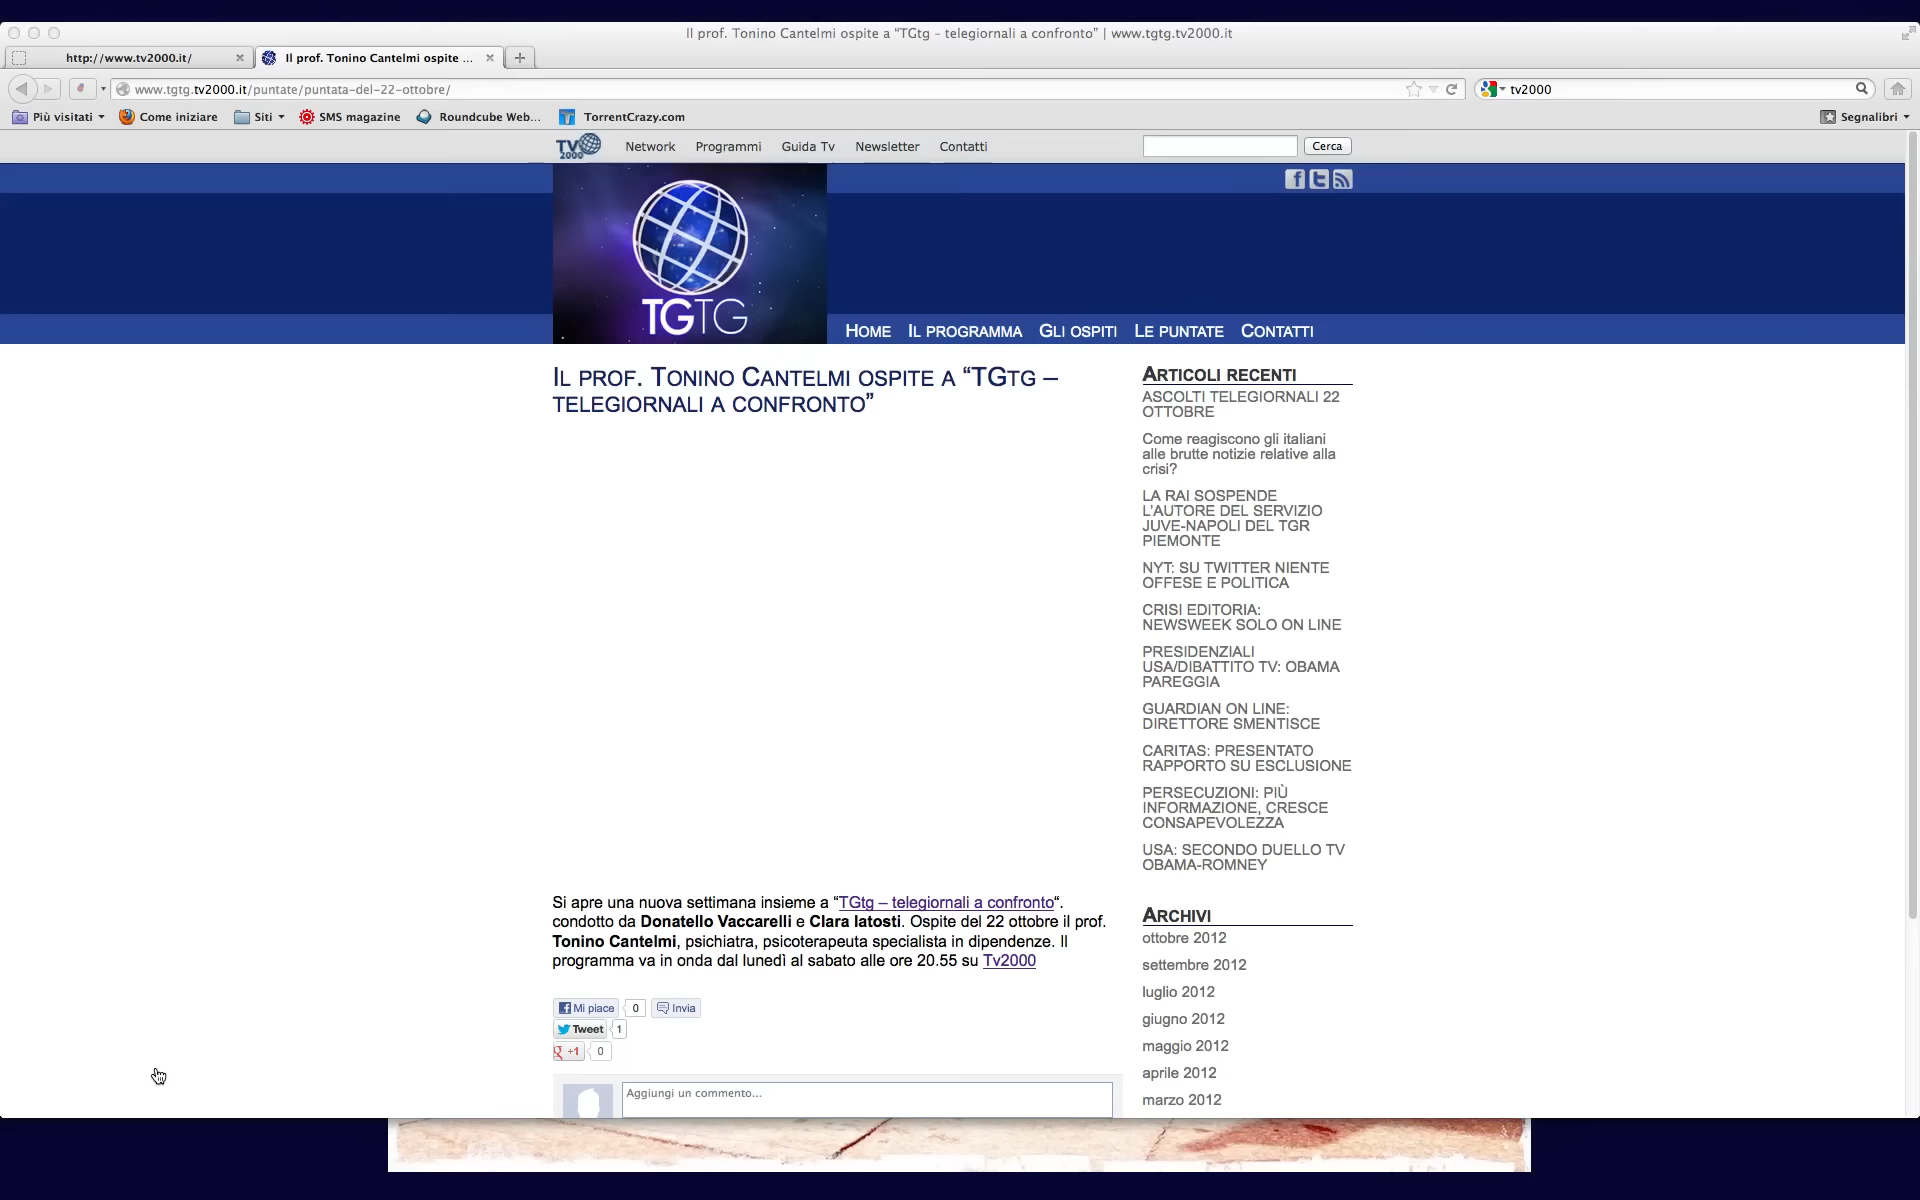 Il prof. Tonino Cantelmi ospite a “TGtg – telegiornali a confronto” | www.tgtg.tv2000.it
http://www.tv2000.it/
Il prof. Tonino Cantelmi ospite ...
www.tgtg.tv2000.it/puntate/puntata-del-22-ottobre/
tv2000
Più visitati
Come iniziare
Siti
SMS magazine
Roundcube Web...
TorrentCrazy.com
Segnalibri
TV2000
Network
Programmi
Guida Tv
Newsletter
Contatti
Cerca
TGTG
Home
Il programma
Gli ospiti
Le puntate
Contatti
Il prof. Tonino Cantelmi ospite a “TGtg –
telegiornali a confronto”
Si apre una nuova settimana insieme a “TGtg – telegiornali a confronto“.
condotto da Donatello Vaccarelli e Clara Iatosti. Ospite del 22 ottobre il prof.
Tonino Cantelmi, psichiatra, psicoterapeuta specialista in dipendenze. Il
programma va in onda dal lunedì al sabato alle ore 20.55 su Tv2000
Mi piace
0
Invia
Tweet
1
+1
0
Aggiungi un commento...
Articoli recenti
ASCOLTI TELEGIORNALI 22
OTTOBRE
Come reagiscono gli italiani
alle brutte notizie relative alla
crisi?
LA RAI SOSPENDE
L’AUTORE DEL SERVIZIO
JUVE-NAPOLI DEL TGR
PIEMONTE
NYT: SU TWITTER NIENTE
OFFESE E POLITICA
CRISI EDITORIA:
NEWSWEEK SOLO ON LINE
PRESIDENZIALI
USA/DIBATTITO TV: OBAMA
PAREGGIA
GUARDIAN ON LINE:
DIRETTORE SMENTISCE
CARITAS: PRESENTATO
RAPPORTO SU ESCLUSIONE
PERSECUZIONI: PIÙ
INFORMAZIONE, CRESCE
CONSAPEVOLEZZA
USA: SECONDO DUELLO TV
OBAMA-ROMNEY
Archivi
ottobre 2012
settembre 2012
luglio 2012
giugno 2012
maggio 2012
aprile 2012
marzo 2012